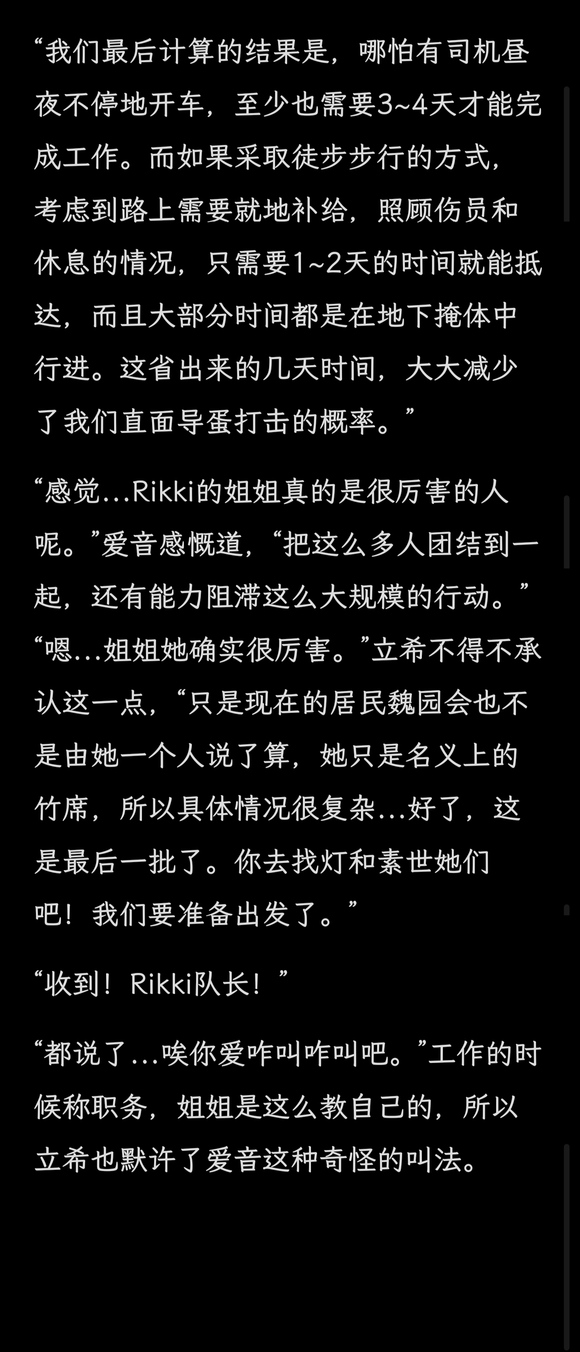 “我们最后计算的结果是，哪怕有司机昼
夜不停地开车，至少也需要3~4天才能完
成工作。而如果采取徒步步行的方式，
考虑到路上需要就地补给，照顾伤员和
休息的情况，只需要1~2天的时间就能抵
达，而且大部分时间都是在地下掩体中
行进。这省出来的几天时间，大大减少
了我们直面导蛋打击的概率。”
“感觉...Rikki的姐姐真的是很厉害的人
呢。”爱音感慨道，“把这么多人团结到一
起，还有能力阻滞这么大规模的行动。”
“嗯...姐姐她确实很厉害。”立希不得不承
认这一点，“只是现在的居民魏园会也不
是由她一个人说了算，她只是名义上的
竹席，所以具体情况很复杂...好了，这
是最后一批了。你去找灯和素世她们
吧！我们要准备出发了。”
“收到！Rikki队长！”
“都说了...唉你爱咋叫咋叫吧。”工作的时
候称职务，姐姐是这么教自己的，所以
立希也默许了爱音这种奇怪的叫法。